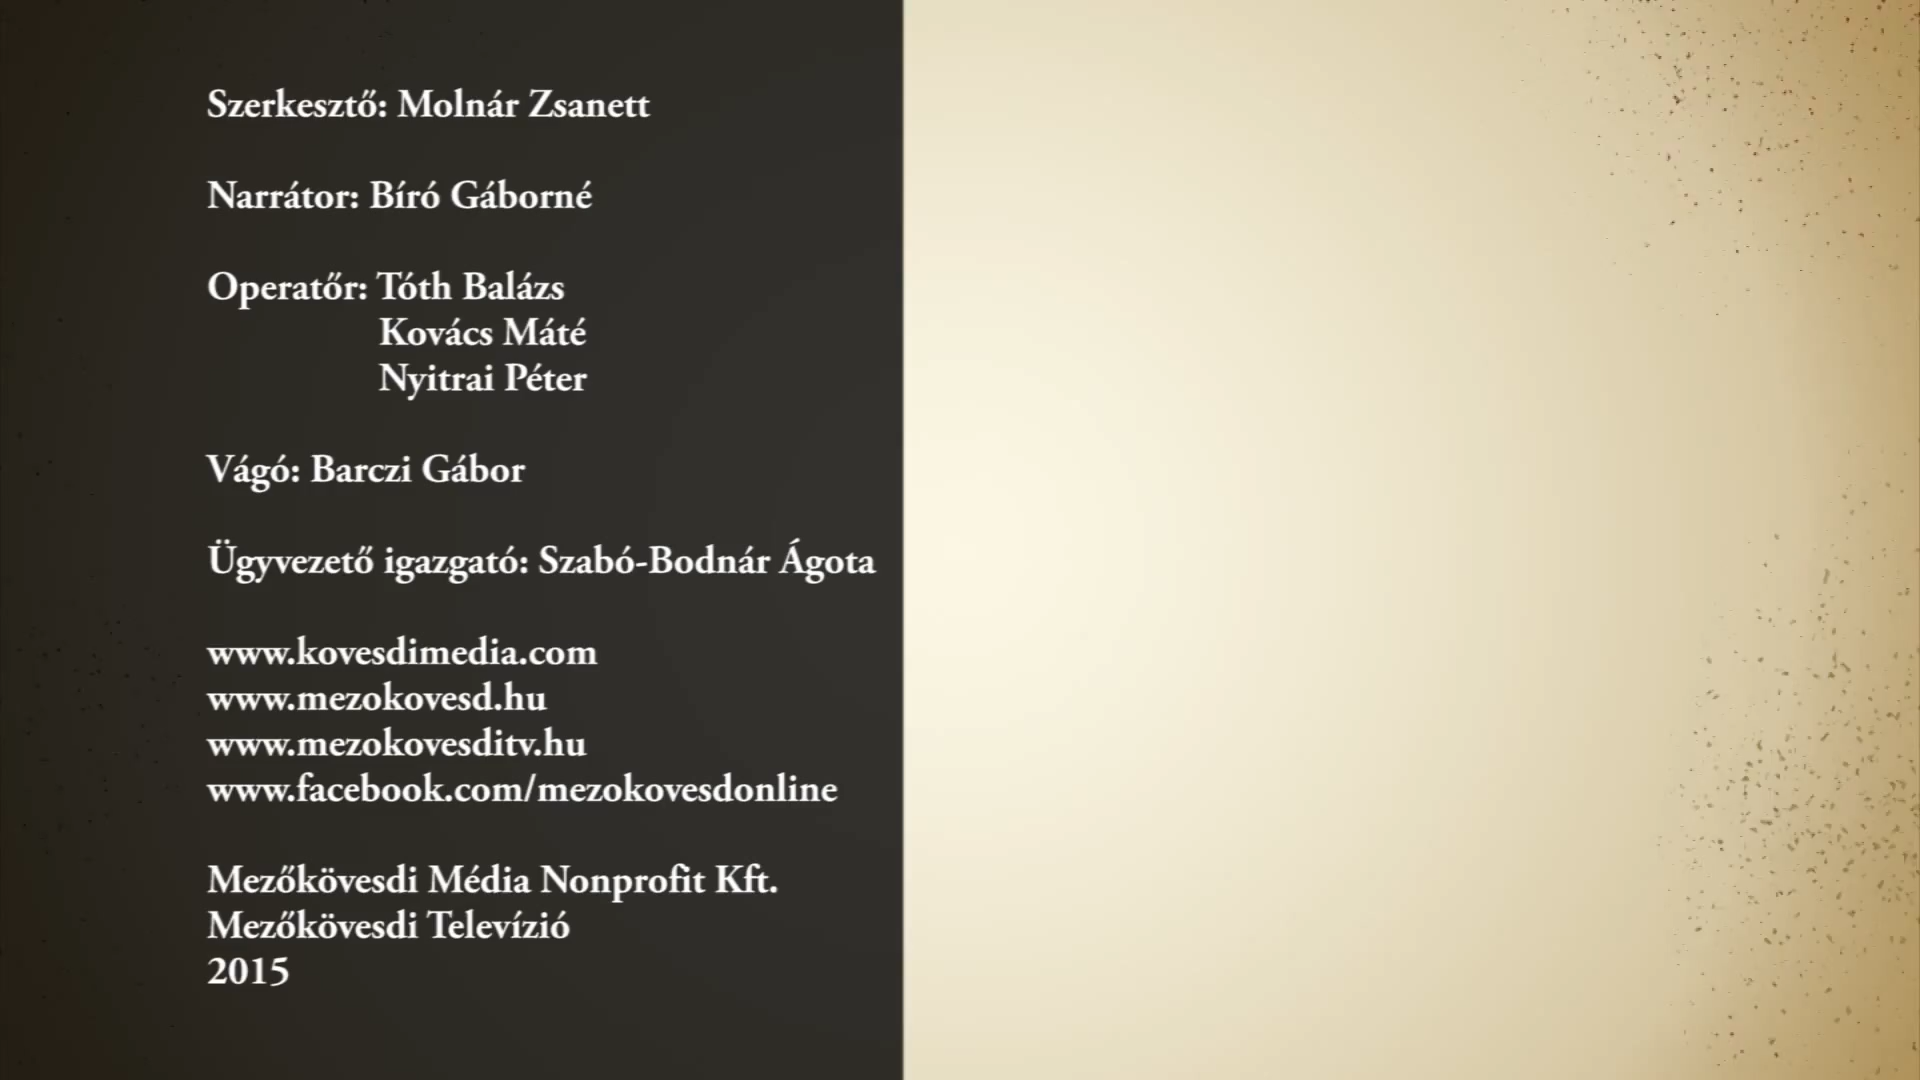 Szerkesztő: Molnár Zsanett
Narrátor: Bíró Gáborné
Operatőr: Tóth Balázs
Kovács Máté
Nyitrai Péter
Vágó: Barczi Gábor
Ügyvezető igazgató: Szabó-Bodnár Ágota
www.kovesdimedia.com
www.mezokovesd.hu
www.mezokovesditv.hu
www.facebook.com/mezokovesdonline
Mezőkövesdi Média Nonprofit Kft.
Mezőkövesdi Televízió
2015